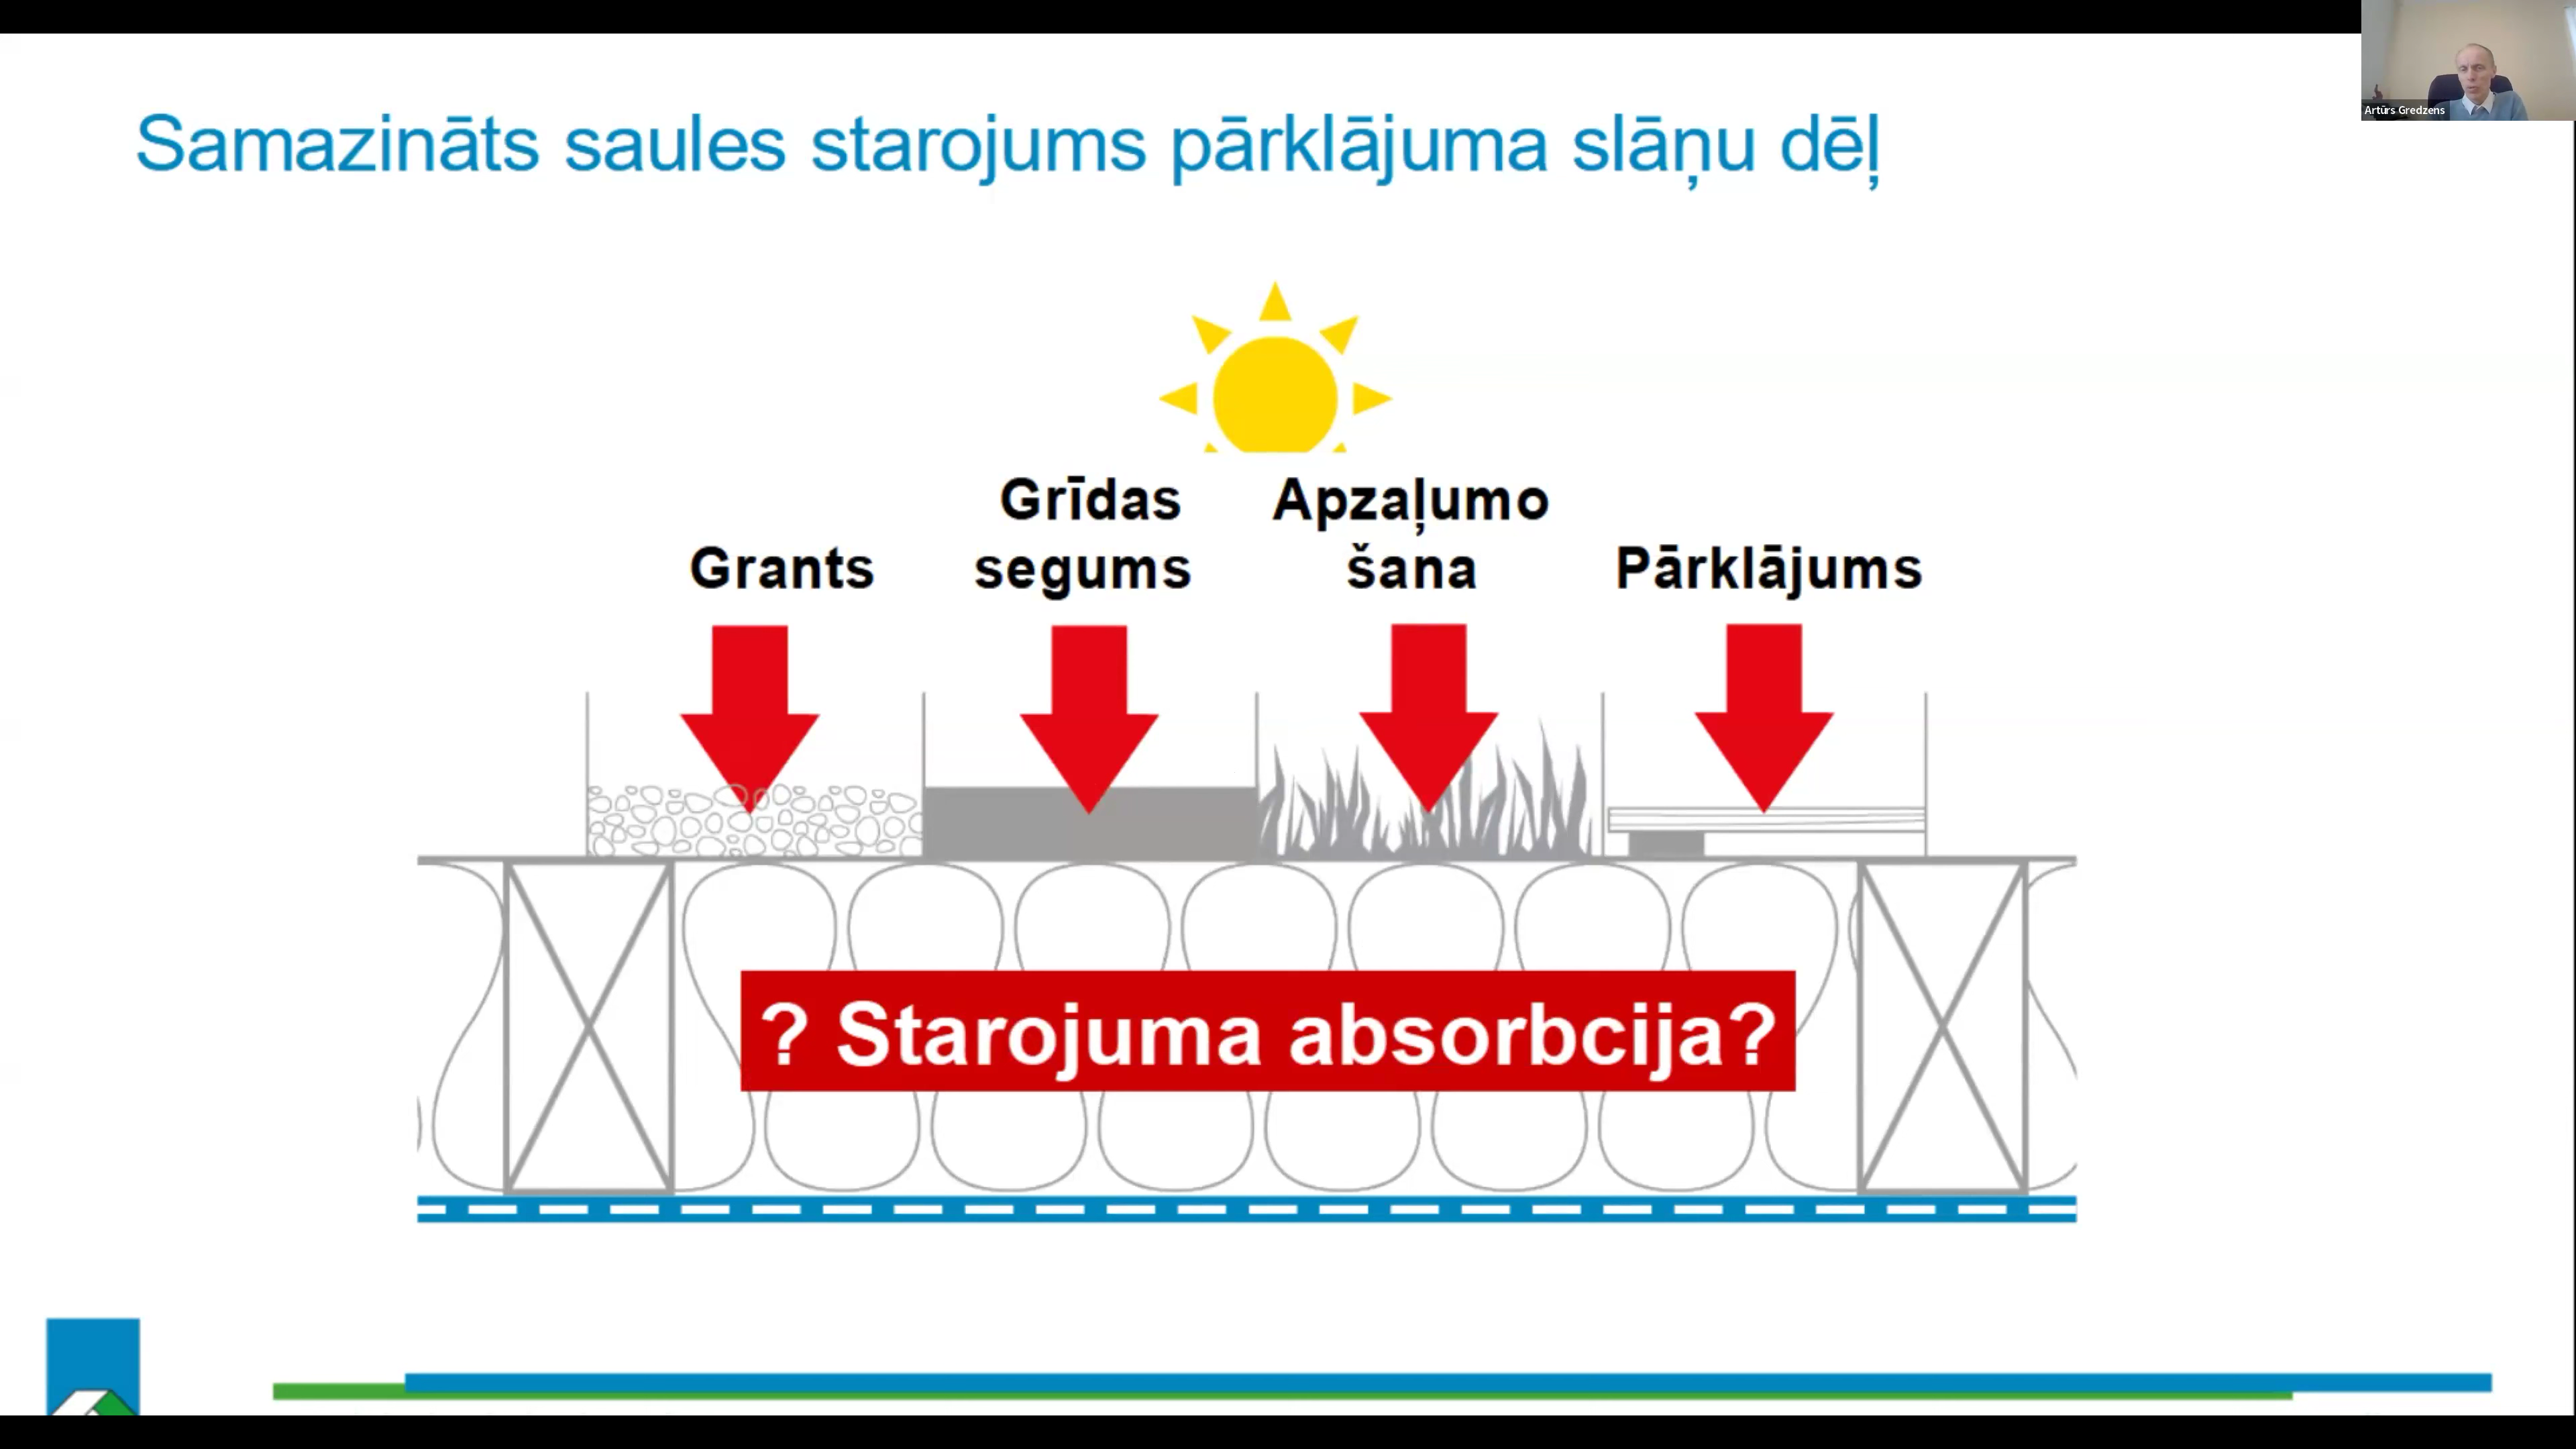 Artūrs Gredzens
Samazināts saules starojums pārklājuma slāņu dēļ
Grīdas
segums
Apzaļumo
šana
Grants
Pārklājums
? Starojuma absorbcija?